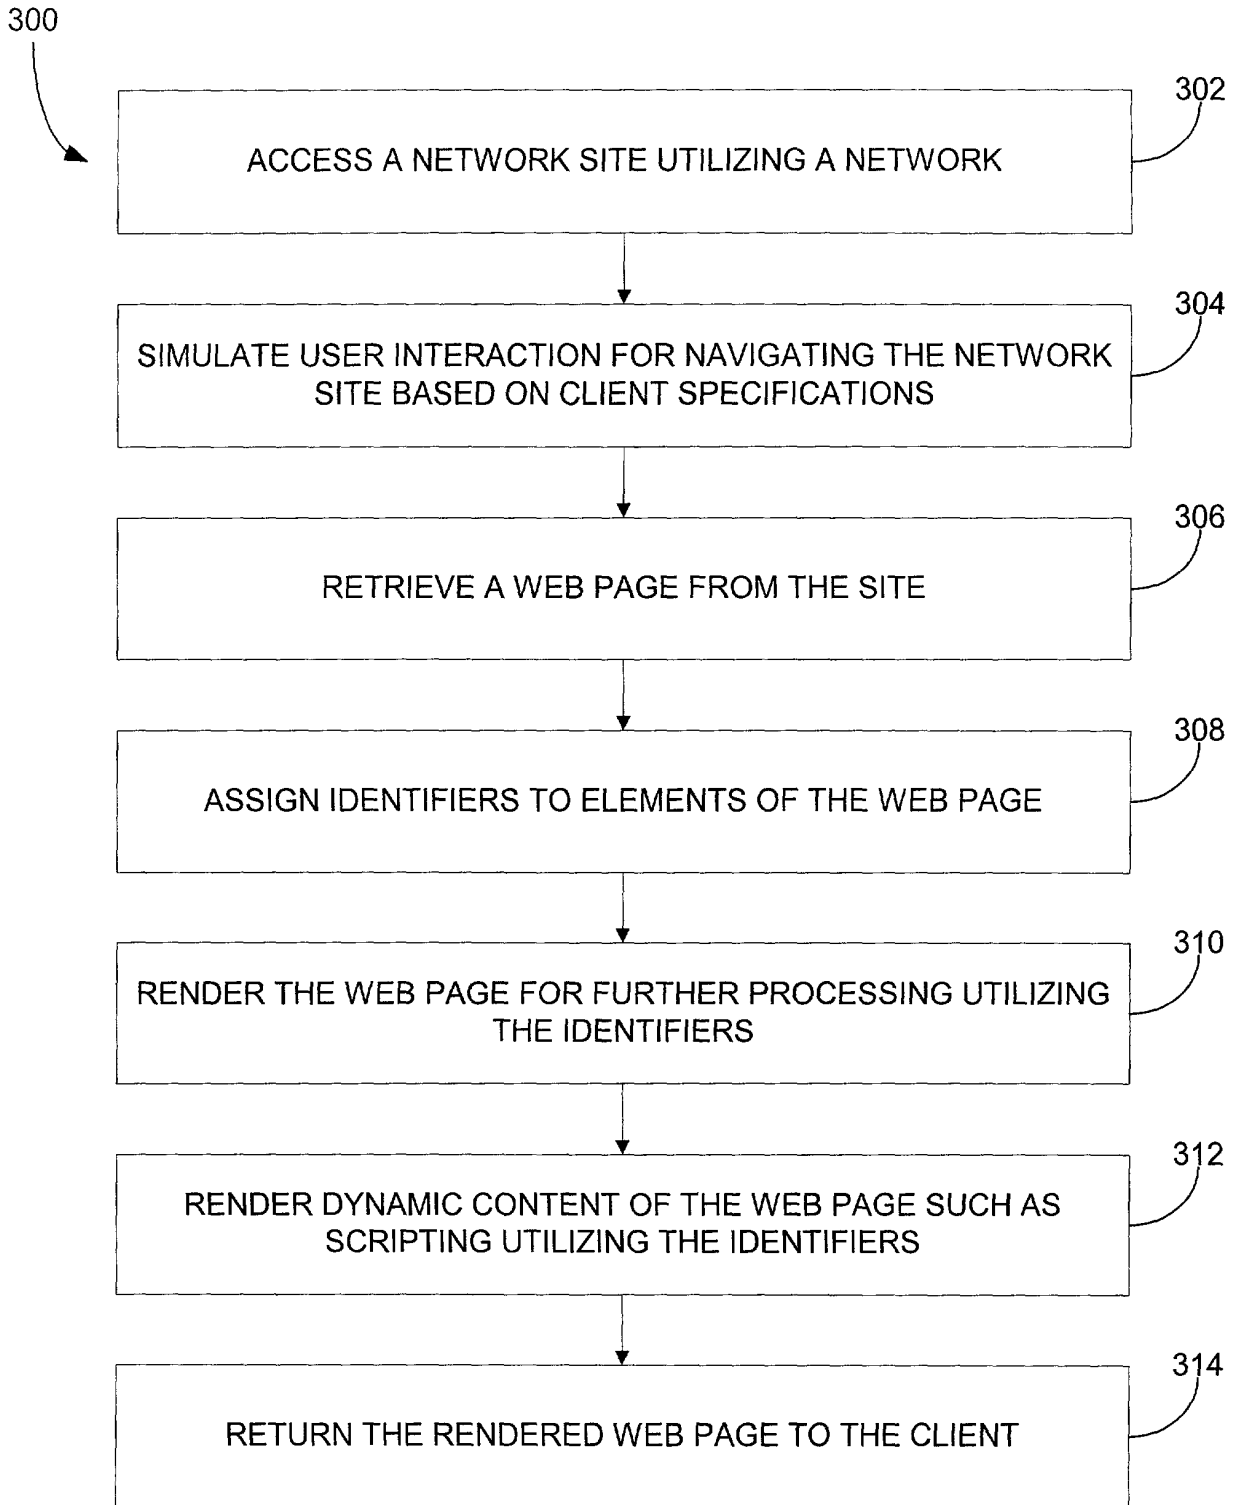 300
302
ACCESS A NETWORK SITE UTILIZING A NETWORK
304
SIMULATE USER INTERACTION FOR NAVIGATING THE NETWORK
SITE BASED ON CLIENT SPECIFICATIONS
306
RETRIEVE A WEB PAGE FROM THE SITE
308
ASSIGN IDENTIFIERS TO ELEMENTS OF THE WEB PAGE
310
RENDER THE WEB PAGE FOR FURTHER PROCESSING UTILIZING
THE IDENTIFIERS
312
RENDER DYNAMIC CONTENT OF THE WEB PAGE SUCH AS
SCRIPTING UTILIZING THE IDENTIFIERS
314
RETURN THE RENDERED WEB PAGE TO THE CLIENT